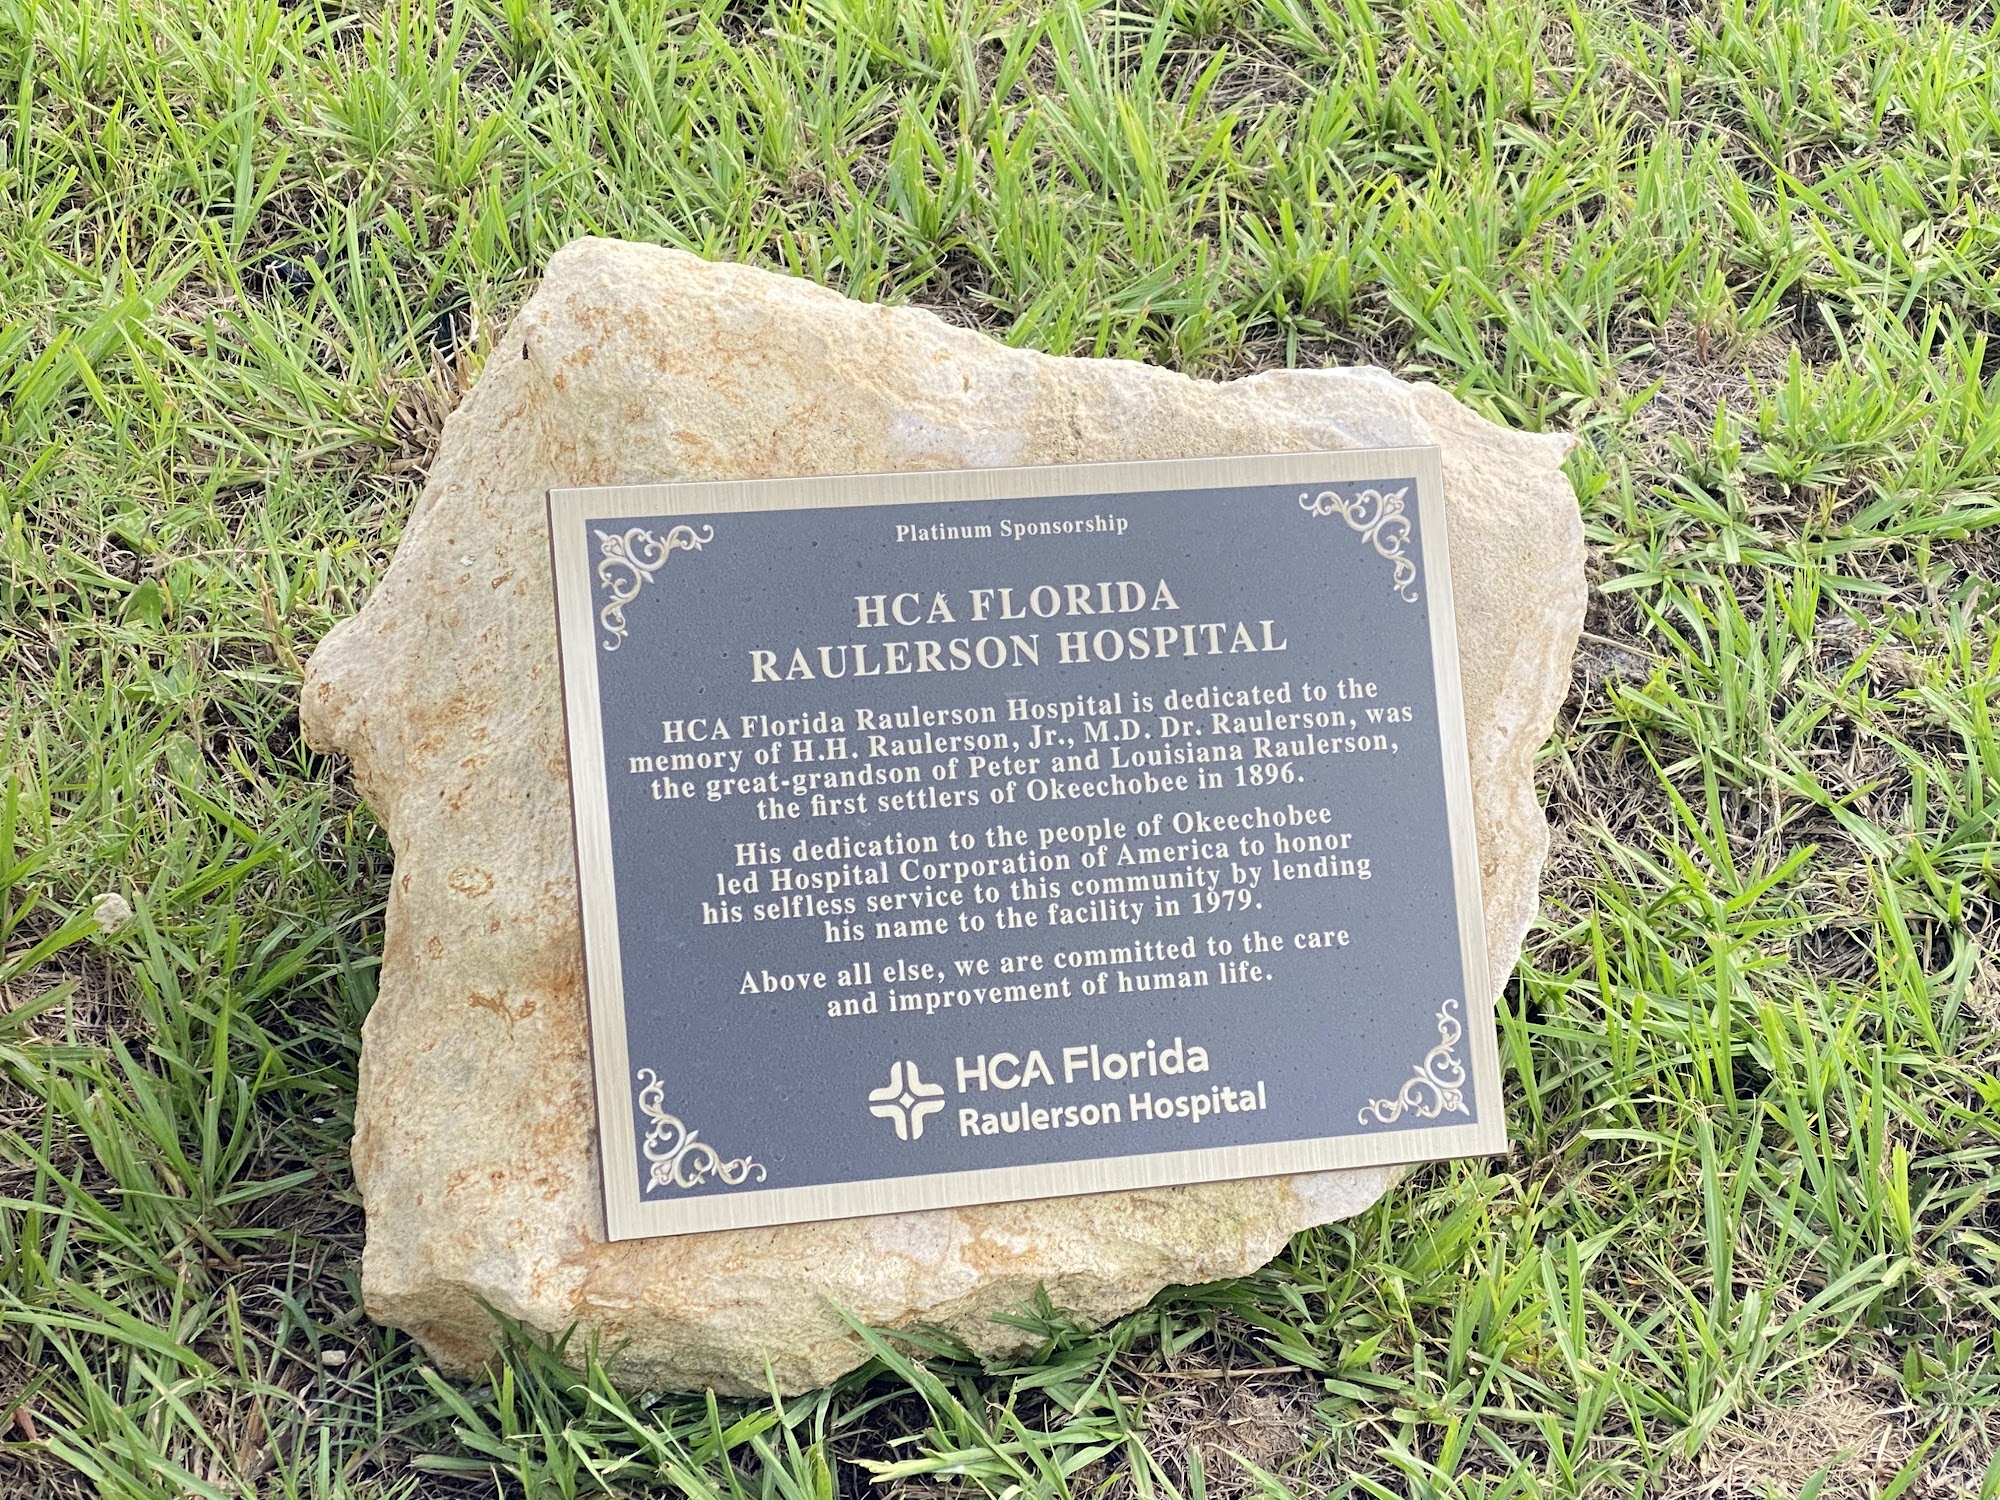 Platinum Sponsorship
HCA FLORIDA
RAULERSON HOSPITAL
HCA Florida Raulerson Hospital is dedicated to the
memory of H.H. Raulerson, Jr., M.D. Dr. Raulerson, was
the great-grandson of Peter and Louisiana Raulerson,
the first settlers of Okeechobee in 1896.
His dedication to the people of Okeechobee
led Hospital Corporation of America to honor
his selfless service to this community by lending
his name to the facility in 1979.
Above all else, we are committed to the care
and improvement of human life.
HCA Florida
Raulerson Hospital